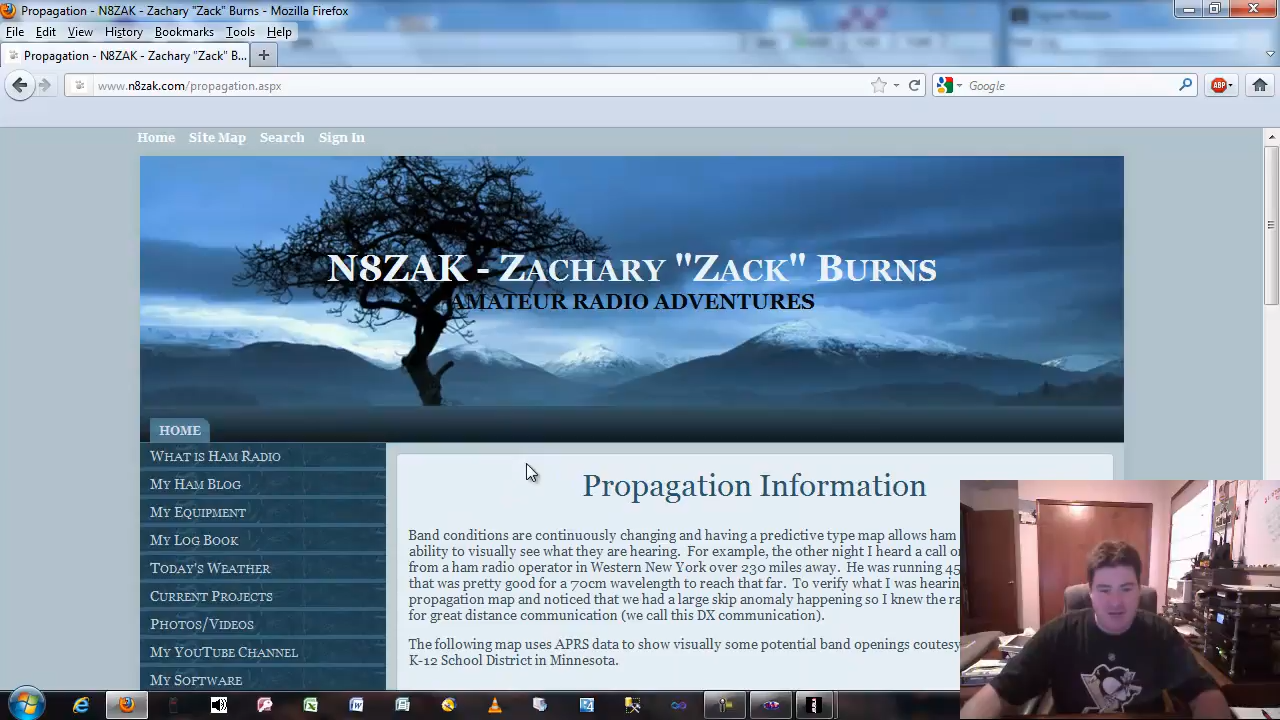 Propagation - N8ZAK - Zachary "Zack" Burns - Mozilla Firefox
File Edit View History Bookmarks Tools Help
Propagation - N8ZAK - Zachary "Zack" B...
www.n8zak.com/propagation.aspx
Google
ABP
Home Site Map Search Sign In
N8ZAK - Zachary "Zack" Burns
AMATEUR RADIO ADVENTURES
HOME
What is Ham Radio
My Ham Blog
My Equipment
My Log Book
Today's Weather
Current Projects
Photos/Videos
My YouTube Channel
My Software
Propagation Information
Band conditions are continuously changing and having a predictive type map allows ham
ability to visually see what they are hearing. For example, the other night I heard a call
from a ham radio operator in Western New York over 230 miles away. He was running
that was pretty good for a 70cm wavelength to reach that far. To verify what I was
propagation map and noticed that we had a large skip anomaly happening so I knew the
for great distance communication (we call this DX communication).
The following map uses APRS data to show visually some potential band openings coutesy
K-12 School District in Minnesota.